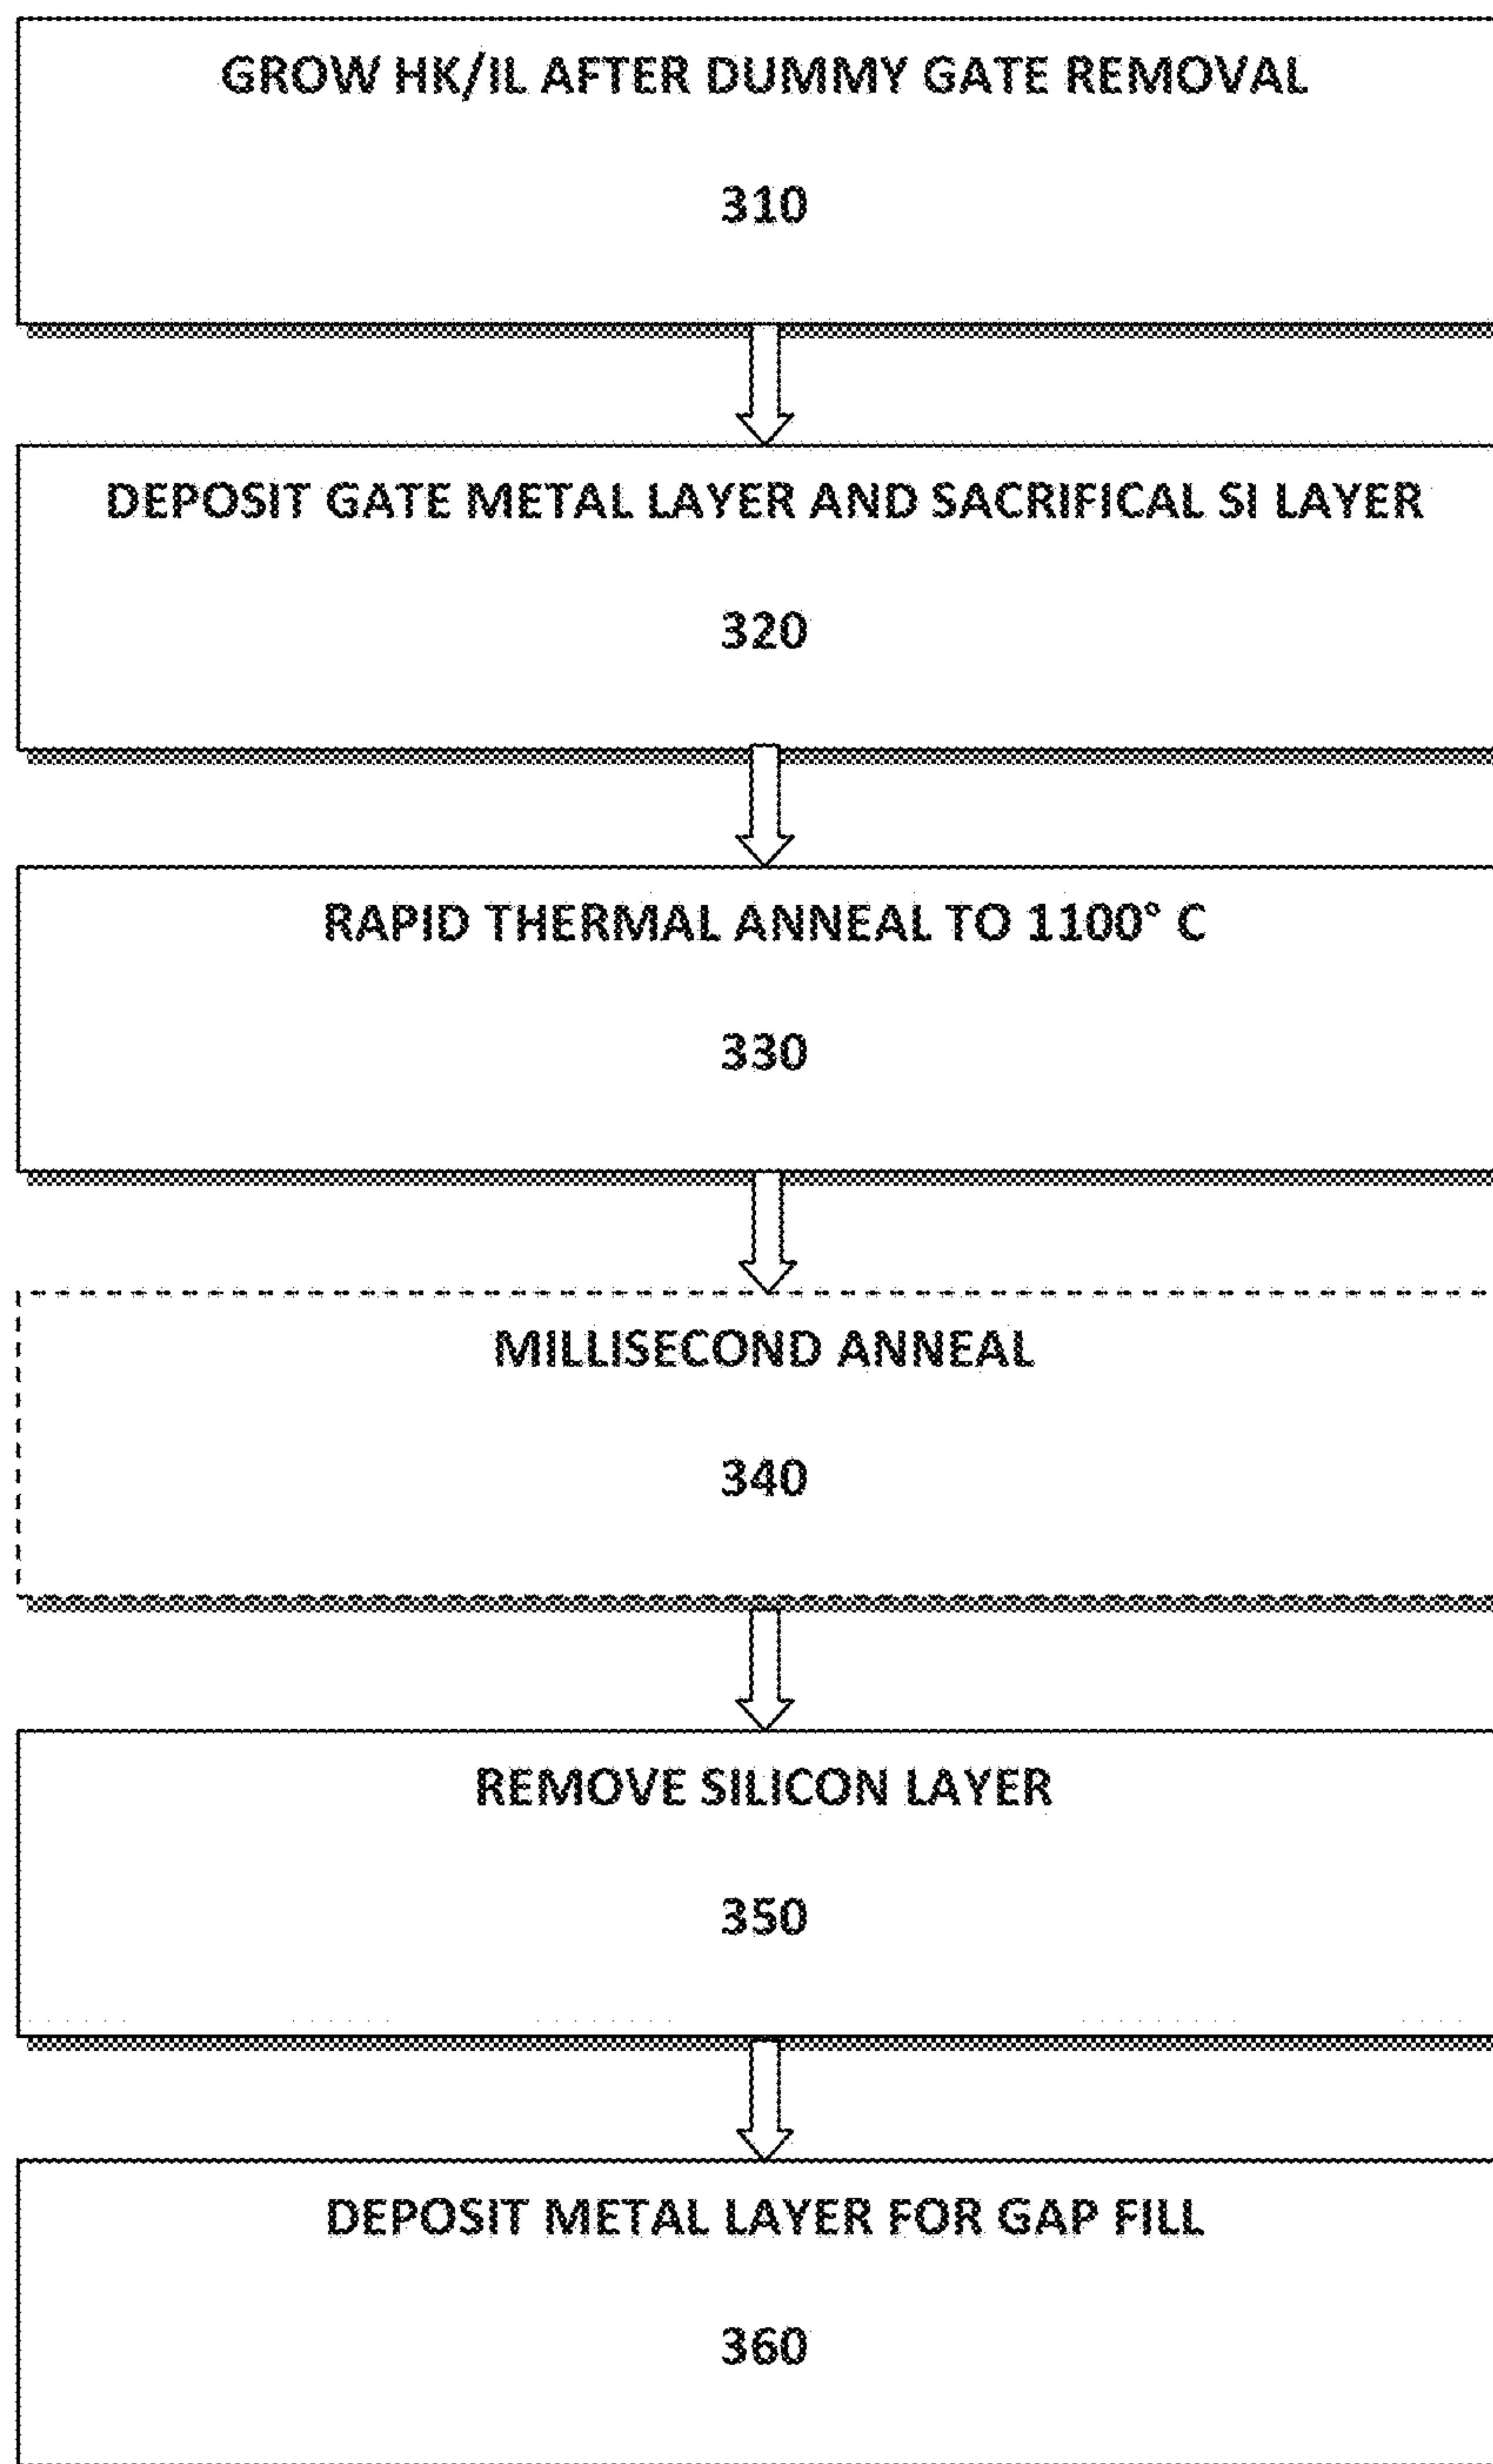 GROW HK/IL AFTER DUMMY GATE REMOVAL
310
DEPOSIT GATE METAL LAYER AND SACRIFICAL SI LAYER
320
RAPID THERMAL ANNEAL TO 1100° C
330
MILLISECOND ANNEAL
340
REMOVE SILICON LAYER
350
DEPOSIT METAL LAYER FOR GAP FILL
360